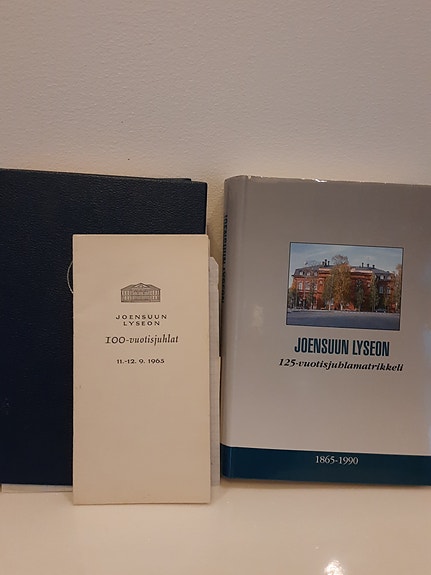 JOENSUUN
LYSEON
100-vuotisjuhlat
11.-12. 9. 1965
JOENSUUN LYSEON
125-vuotisjuhlamatrikkeli
1865-1990